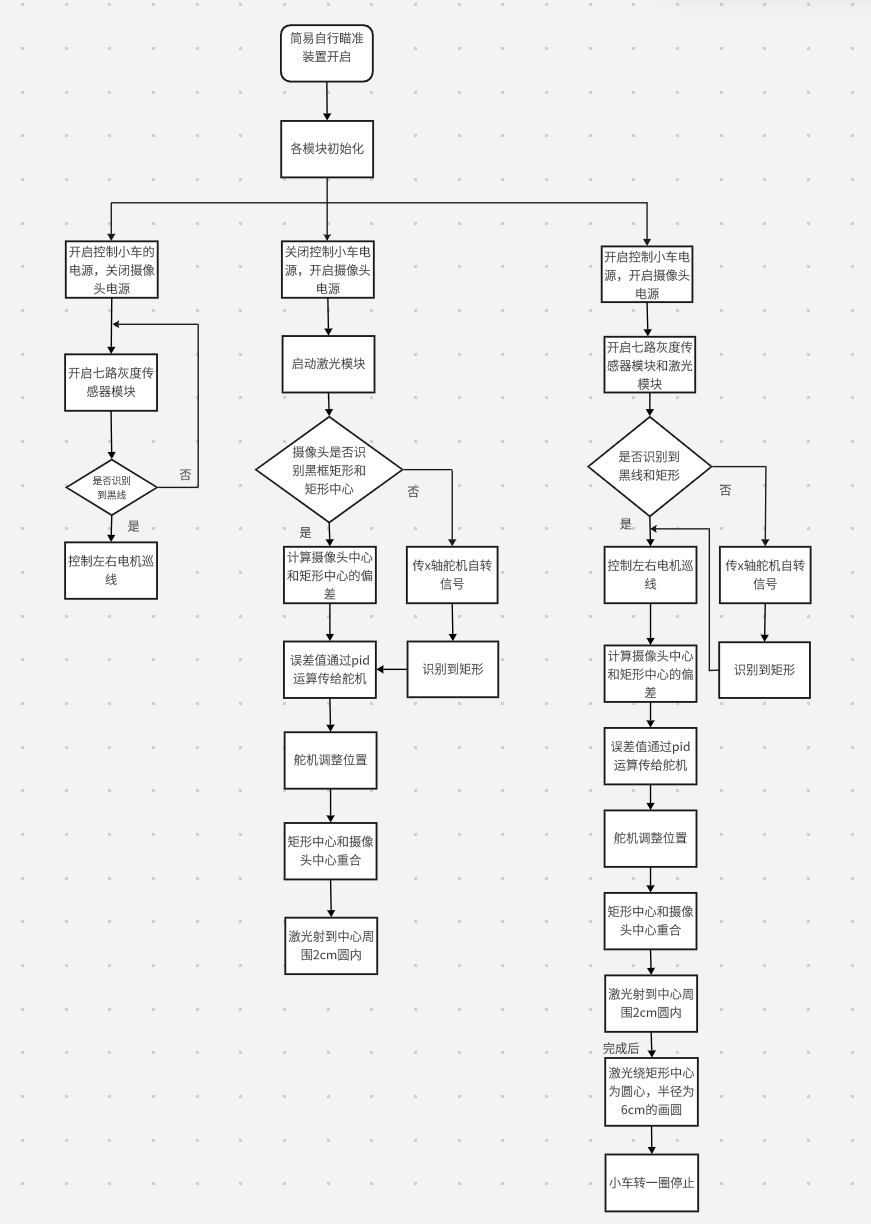 简易自行瞄准
装置开启
各模块初始化
开启控制小车的
电源，关闭摄像
头电源
开启七路灰度传
感器模块
是否识别
到黑线
否
是
控制左右电机巡
线
关闭控制小车电
源，开启摄像头
电源
启动激光模块
摄像头是否识
别黑框矩形和
矩形中心
否
是
计算摄像头中心
和矩形中心的偏
差
传x轴舵机自转
信号
误差值通过pid
运算传给舵机
识别到矩形
舵机调整位置
矩形中心和摄像
头中心重合
激光射到中心周
围2cm圆内
开启控制小车电
源，开启摄像头
电源
开启七路灰度传
感器模块和激光
模块
是否识别到
黑线和矩形
否
是
控制左右电机巡
线
传x轴舵机自转
信号
计算摄像头中心
和矩形中心的偏
差
识别到矩形
误差值通过pid
运算传给舵机
舵机调整位置
矩形中心和摄像
头中心重合
激光射到中心周
围2cm圆内
完成后
激光绕矩形中心
为圆心，半径为
6cm的画圆
小车转一圈停止